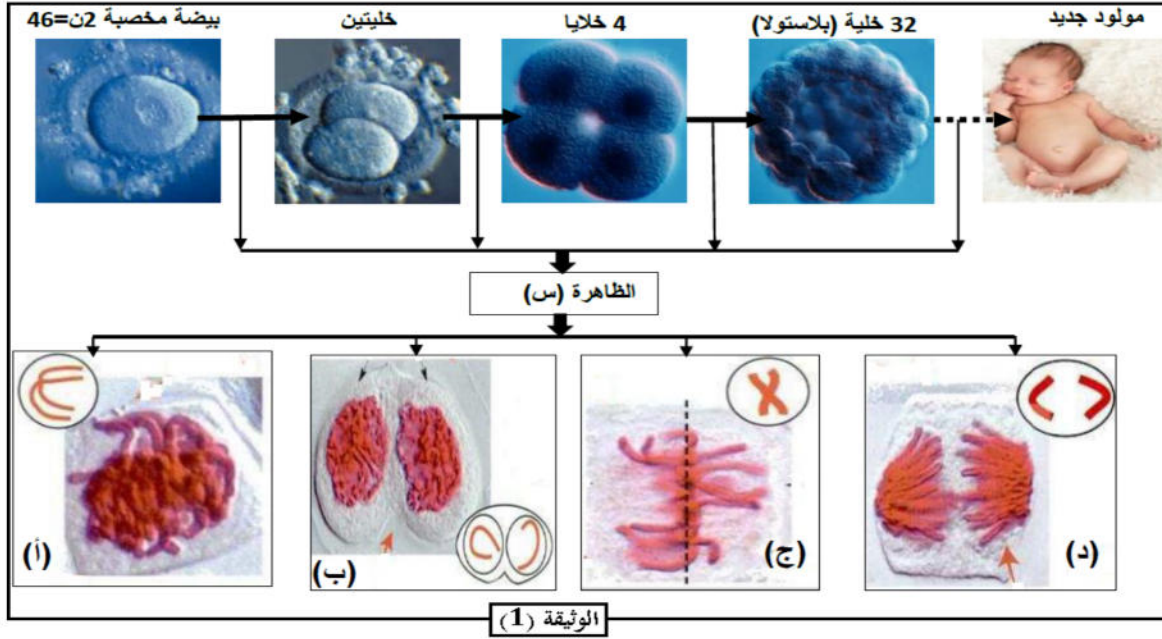 بيضة مخصبة 2ن=46
خليتين
4 خلايا
32 خلية (بلاستولا)
مولود جديد
الظاهرة (س)
(أ)
(ب)
(ج)
(د)
الوثيقة (1)